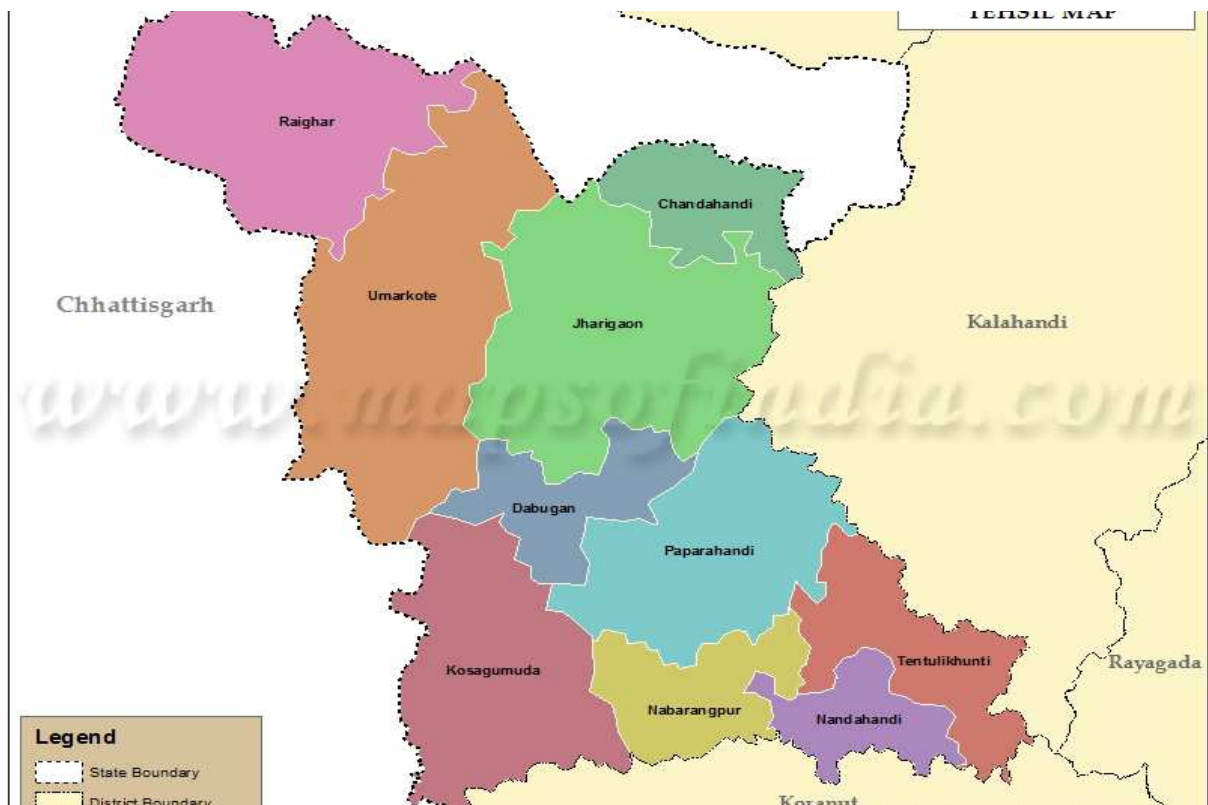 TEHSIL MAP
Raighar
Chandahandi
Umarkote
Chhattisgarh
Jharigaon
Kalahandi
www.mapsofindia.com
Dabugan
Paparahandi
Kosagumuda
Tentulikhunti
Rayagada
Nabarangpur
Nandahandi
Legend
State Boundary
District Boundary
Koraput